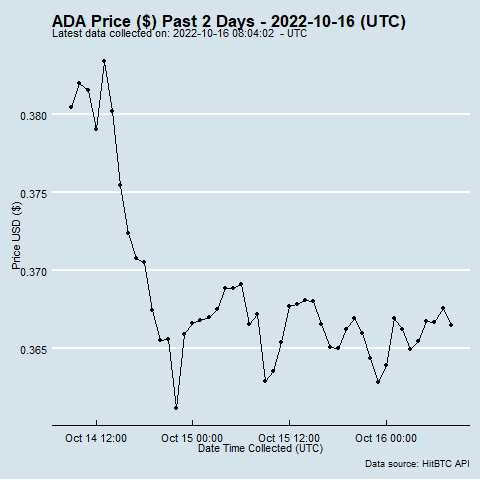 ADA Price ($) Past 2 Days - 2022-10-16 (UTC)
Latest data collected on: 2022-10-16 08:04:02  - UTC
0.380
0.375
0.370
0.365
Price USD ($)
Oct 14 12:00
Oct 15 00:00
Oct 15 12:00
Oct 16 00:00
Date Time Collected (UTC)
Data source: HitBTC API